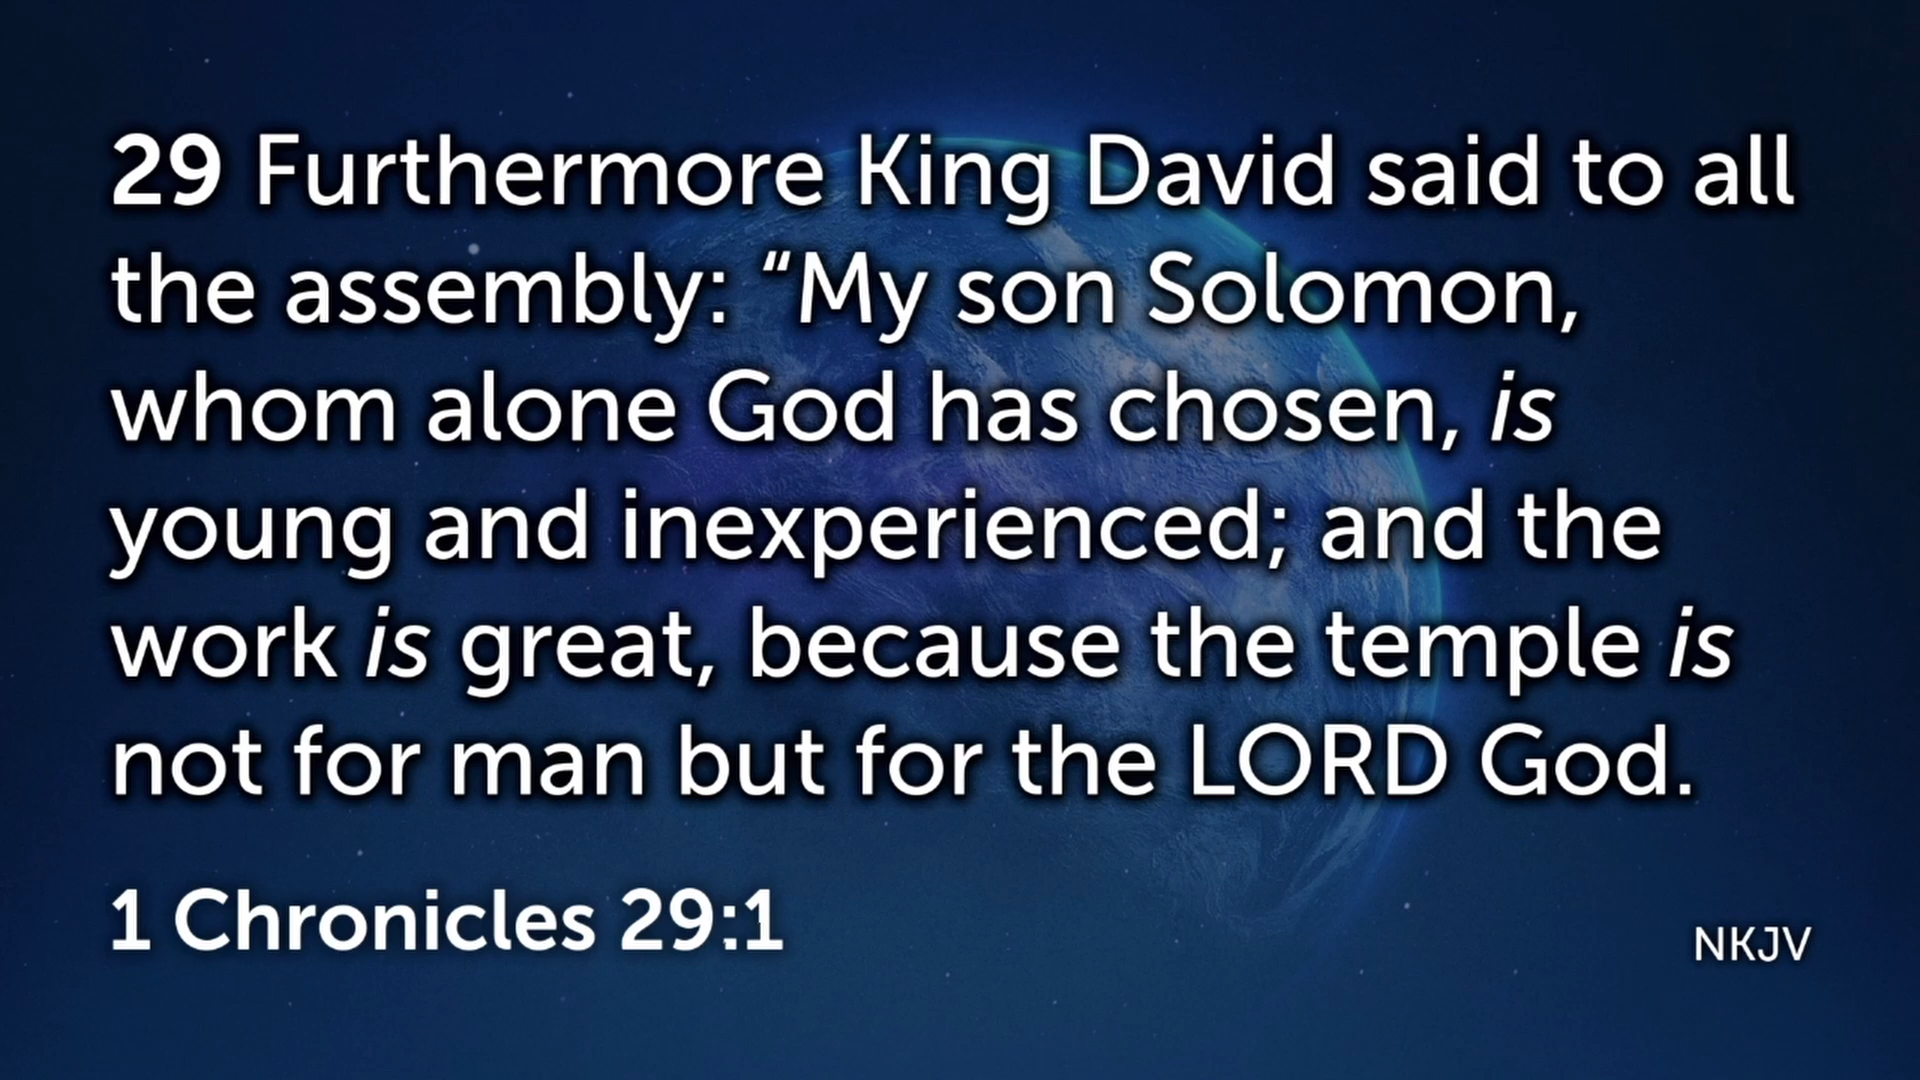 29 Furthermore King David said to all
the assembly: “My son Solomon,
whom alone God has chosen, is
young and inexperienced; and the
work is great, because the temple is
not for man but for the LORD God.
1 Chronicles 29:1
NKJV